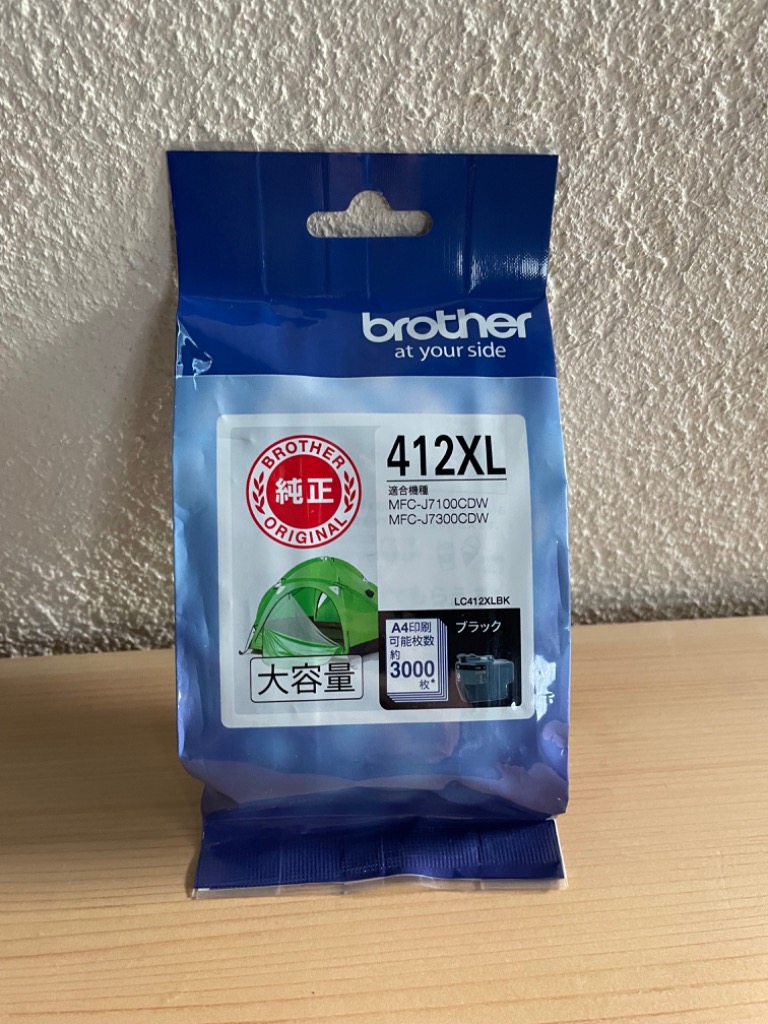 brother
at your side
BROTHER
純正
ORIGINAL
412XL
適合機種
MFC-J7100CDW
MFC-J7300CDW
LC412XLBK
大容量
A4印刷
可能枚数
約
3000
枚*
ブラック